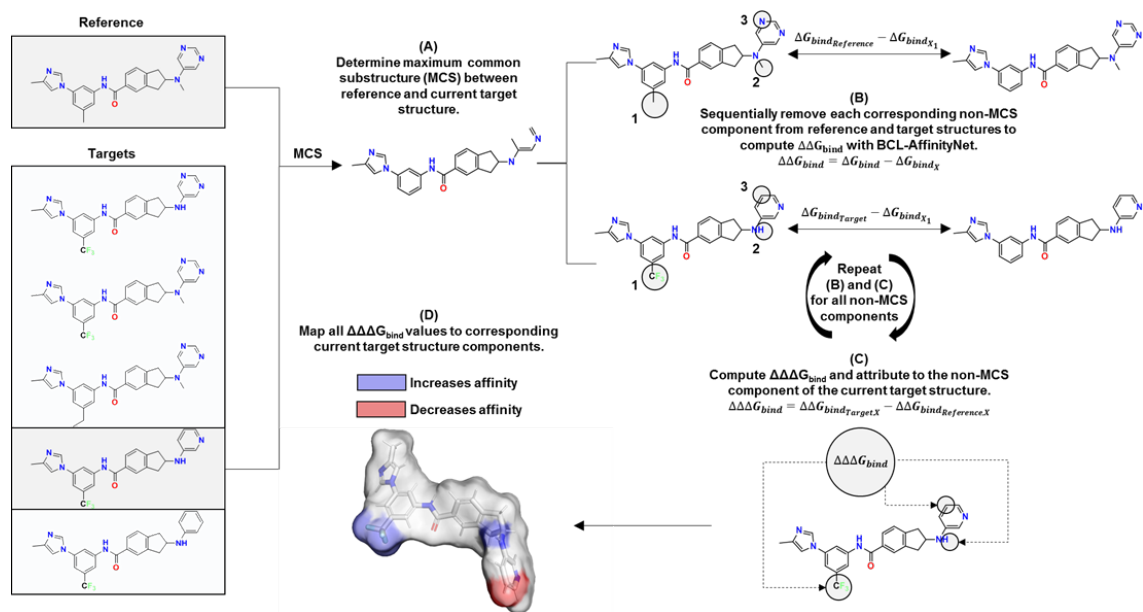 Reference
Targets
(A)
Determine maximum common
substructure (MCS) between
reference and current target
structure.
MCS
1
2
3
ΔG_bind_Reference − ΔG_bind_X1
(B)
Sequentially remove each corresponding non-MCS
component from reference and target structures to
compute ΔΔG_bind with BCL-AffinityNet.
ΔΔG_bind = ΔG_bind − ΔG_bind_X
1
2
3
ΔG_bind_Target − ΔG_bind_X1
Repeat
(B) and (C)
for all non-MCS
components
(C)
Compute ΔΔΔG_bind and attribute to the non-MCS
component of the current target structure.
ΔΔΔG_bind = ΔΔG_bind_TargetX − ΔΔG_bind_ReferenceX
ΔΔΔG_bind
(D)
Map all ΔΔΔG_bind values to corresponding
current target structure components.
Increases affinity
Decreases affinity